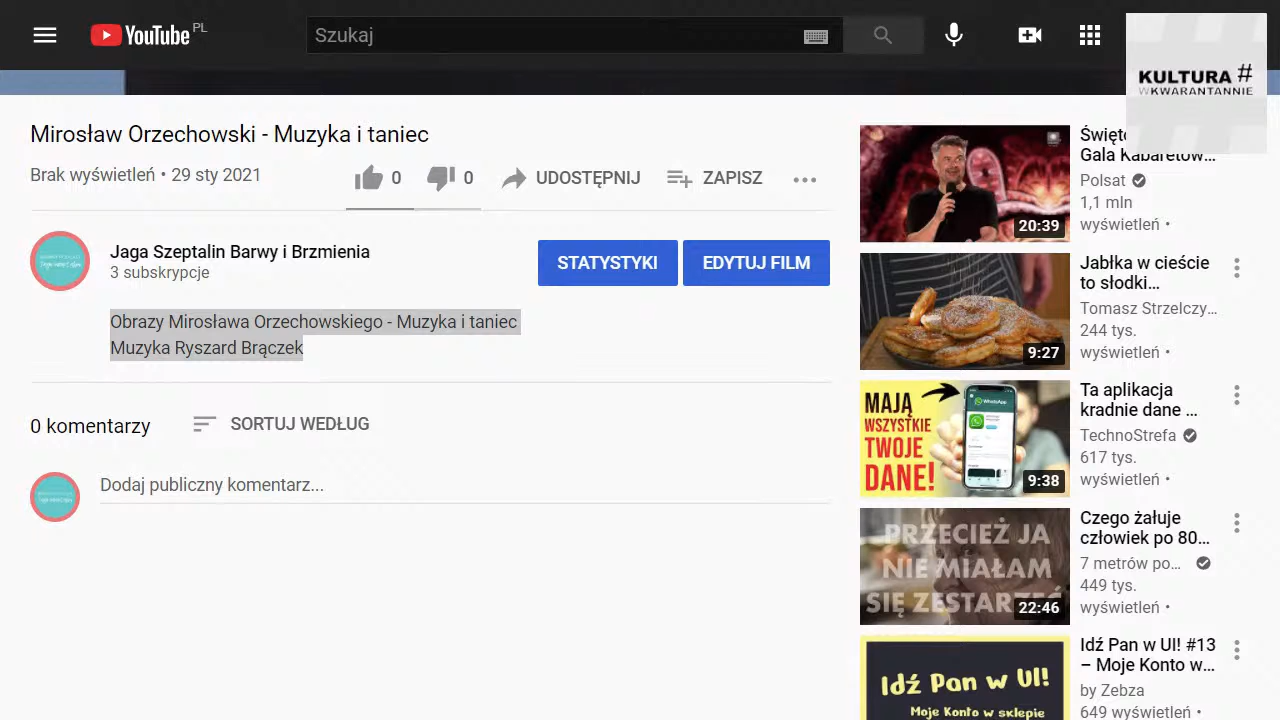 YouTube PL
Szukaj
KULTURA #
WKWARANTANNIE
Mirosław Orzechowski - Muzyka i taniec
Brak wyświetleń • 29 sty 2021
0
0
UDOSTĘPNIJ
ZAPISZ
Jaga Szeptalin Barwy i Brzmienia
3 subskrypcje
STATYSTYKI
EDYTUJ FILM
Obrazy Mirosława Orzechowskiego - Muzyka i taniec
Muzyka Ryszard Brączek
0 komentarzy
SORTUJ WEDŁUG
Dodaj publiczny komentarz...
20:39
Święto
Gala Kabaretow...
Polsat
1,1 mln
wyświetleń •
9:27
Jabłka w cieście
to słodki...
Tomasz Strzelczy...
244 tys.
wyświetleń •
MAJĄ
WSZYSTKIE
TWOJE
DANE!
WhatsApp
9:38
Ta aplikacja
kradnie dane ...
TechnoStrefa
617 tys.
wyświetleń •
PRZECIEŻ JA
NIE MIAŁAM
SIĘ ZESTARZEĆ
22:46
Czego żałuje
człowiek po 80...
7 metrów po...
449 tys.
wyświetleń •
Idź Pan w UI!
Moje Konto w sklepie
Idź Pan w UI! #13
– Moje Konto w...
by Zebza
649 wyświetleń •